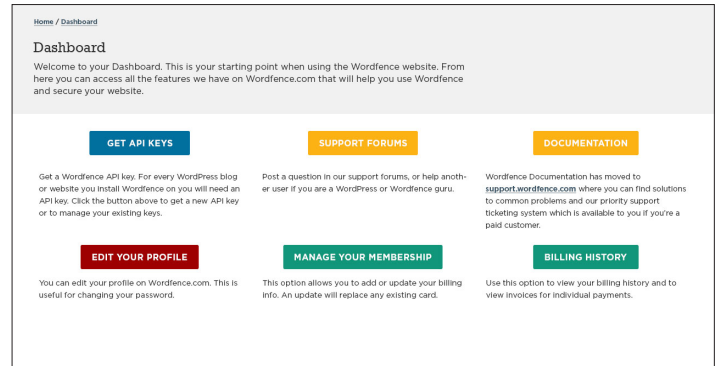 Home / Dashboard
Dashboard
Welcome to your Dashboard. This is your starting point when using the Wordfence website. From
here you can access all the features we have on Wordfence.com that will help you use Wordfence
and secure your website.
GET API KEYS
Get a Wordfence API key. For every WordPress blog
or website you install Wordfence on you will need an
API key. Click the button above to get a new API key
or to manage your existing keys.
SUPPORT FORUMS
Post a question in our support forums, or help anoth-
er user if you are a WordPress or Wordfence guru.
DOCUMENTATION
Wordfence Documentation has moved to
support.wordfence.com where you can find solutions
to common problems and our priority support
ticketing system which is available to you if you're a
paid customer.
EDIT YOUR PROFILE
You can edit your profile on Wordfence.com. This is
useful for changing your password.
MANAGE YOUR MEMBERSHIP
This option allows you to add or update your billing
info. An update will replace any existing card.
BILLING HISTORY
Use this option to view your billing history and to
view invoices for individual payments.